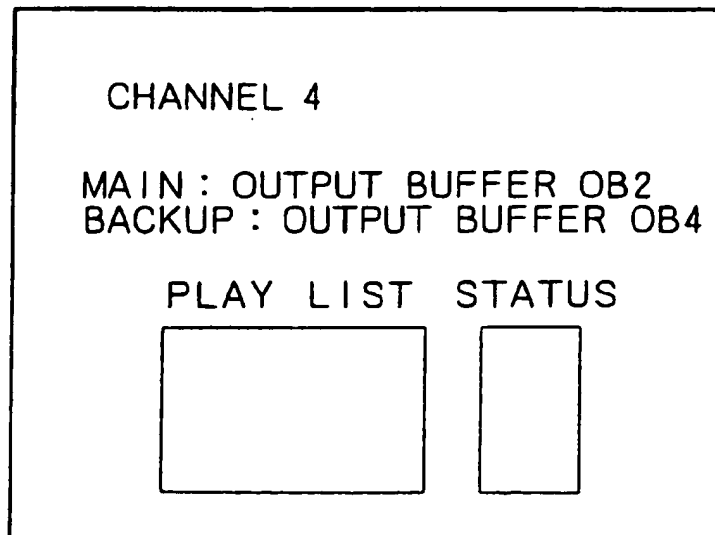 CHANNEL 4
MAIN : OUTPUT BUFFER OB2
BACKUP : OUTPUT BUFFER OB4
PLAY LIST STATUS